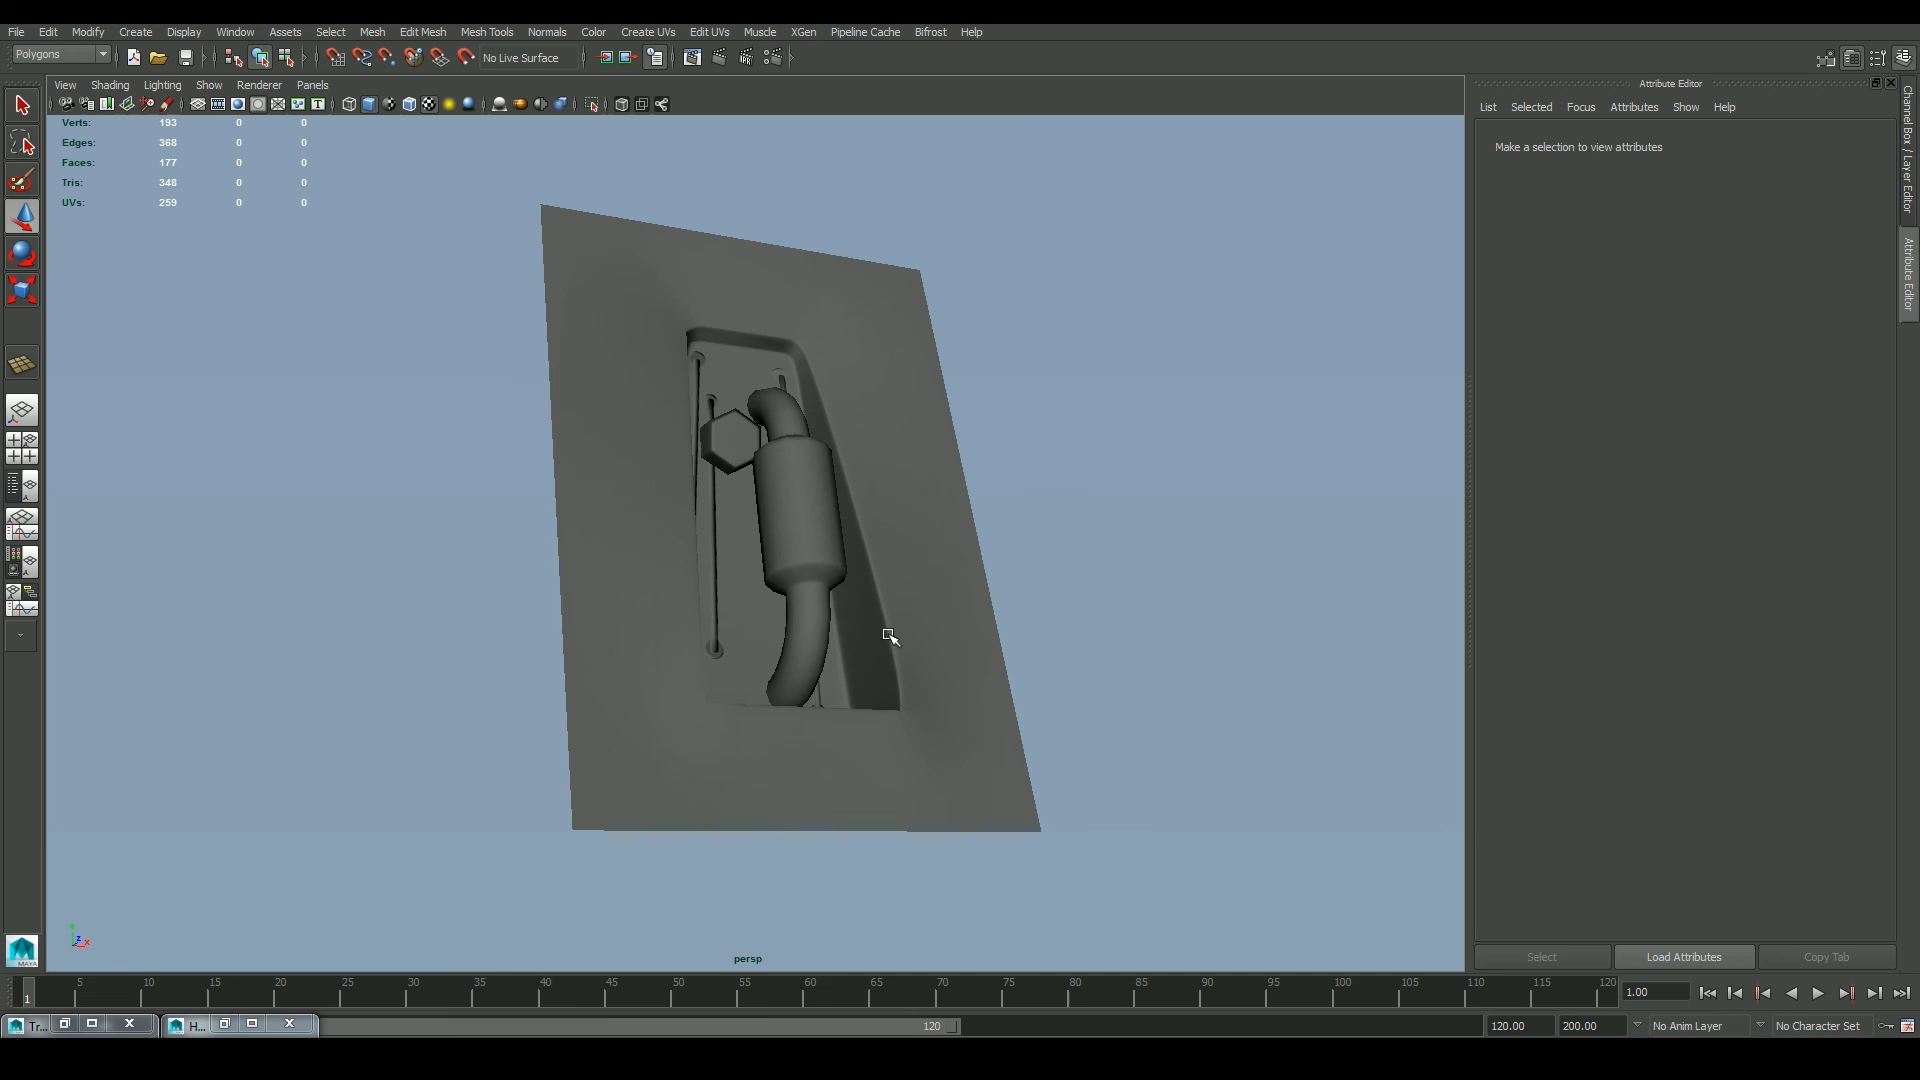 File Edit Modify Create Display Window Assets Select Mesh Edit Mesh Mesh Tools Normals Color Create UVs Edit UVs Muscle XGen Pipeline Cache Bifrost Help
Polygons No Live Surface
Attribute Editor
View Shading Lighting Show Renderer Panels
List Selected Focus Attributes Show Help
Verts: 193 0 0
Edges: 368 0 0
Faces: 177 0 0
Tris: 348 0 0
UVs: 259 0 0
Make a selection to view attributes
Channel Box / Layer Editor
Attribute Editor
z x
persp
MAYA
Select Load Attributes Copy Tab
5 10 15 20 25 30 35 40 45 50 55 60 65 70 75 80 85 90 95 100 105 110 115 120
1 1.00
Tr... H... 120 120.00 200.00 No Anim Layer No Character Set